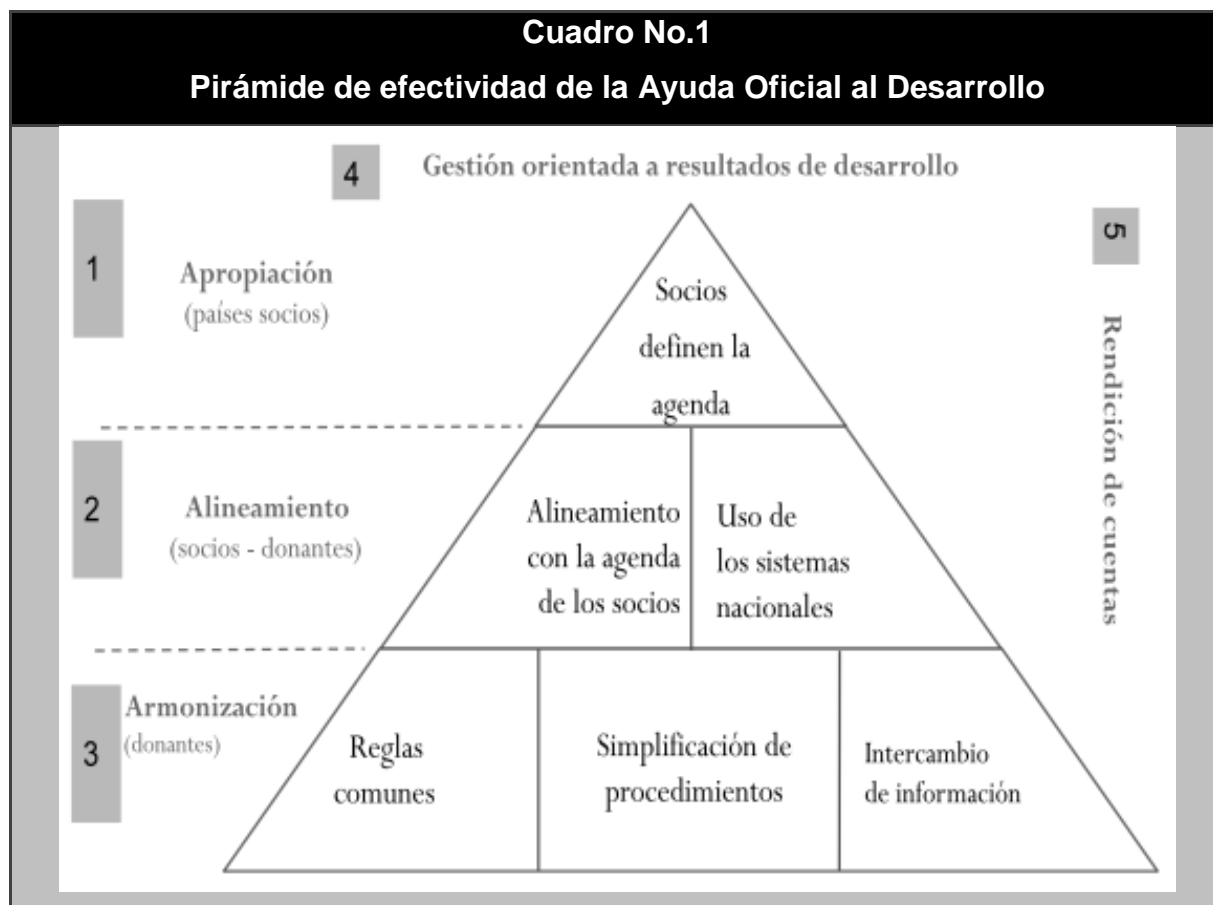 Cuadro No.1
Pirámide de efectividad de la Ayuda Oficial al Desarrollo
4
Gestión orientada a resultados de desarrollo
1
Apropiación
(países socios)
Socios
definen la
agenda
5
Rendición de cuentas
2
Alineamiento
(socios - donantes)
Alineamiento
con la agenda
de los socios
Uso de
los sistemas
nacionales
3
Armonización
(donantes)
Reglas
comunes
Simplificación de
procedimientos
Intercambio
de información